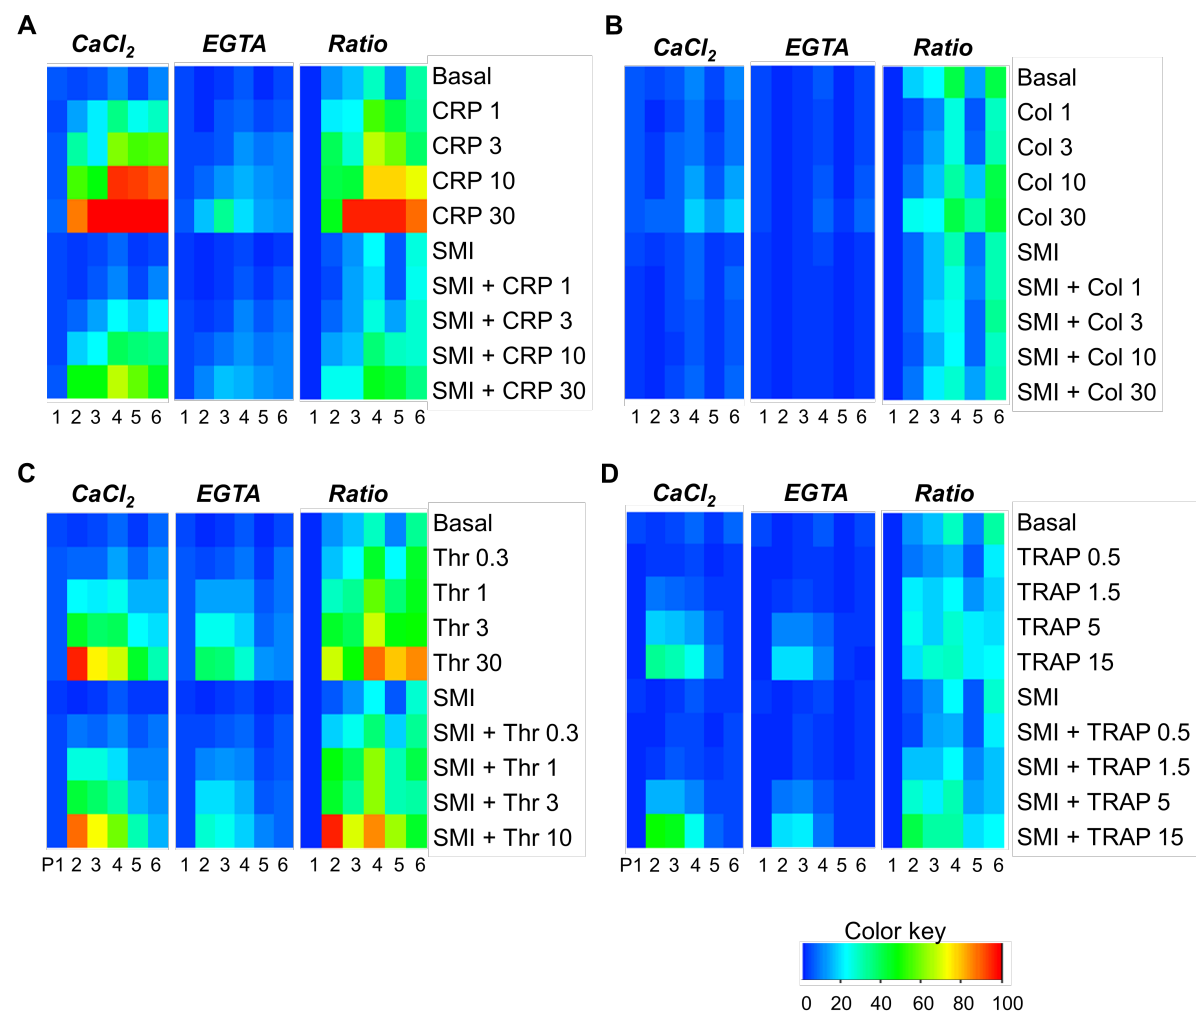 A
CaCl2 EGTA Ratio
Basal
CRP 1
CRP 3
CRP 10
CRP 30
SMI
SMI + CRP 1
SMI + CRP 3
SMI + CRP 10
SMI + CRP 30
1 2 3 4 5 6 1 2 3 4 5 6 1 2 3 4 5 6
B
CaCl2 EGTA Ratio
Basal
Col 1
Col 3
Col 10
Col 30
SMI
SMI + Col 1
SMI + Col 3
SMI + Col 10
SMI + Col 30
1 2 3 4 5 6 1 2 3 4 5 6 1 2 3 4 5 6
C
CaCl2 EGTA Ratio
Basal
Thr 0.3
Thr 1
Thr 3
Thr 30
SMI
SMI + Thr 0.3
SMI + Thr 1
SMI + Thr 3
SMI + Thr 10
P1 2 3 4 5 6 1 2 3 4 5 6 1 2 3 4 5 6
D
CaCl2 EGTA Ratio
Basal
TRAP 0.5
TRAP 1.5
TRAP 5
TRAP 15
SMI
SMI + TRAP 0.5
SMI + TRAP 1.5
SMI + TRAP 5
SMI + TRAP 15
P1 2 3 4 5 6 1 2 3 4 5 6 1 2 3 4 5 6
Color key
0 20 40 60 80 100